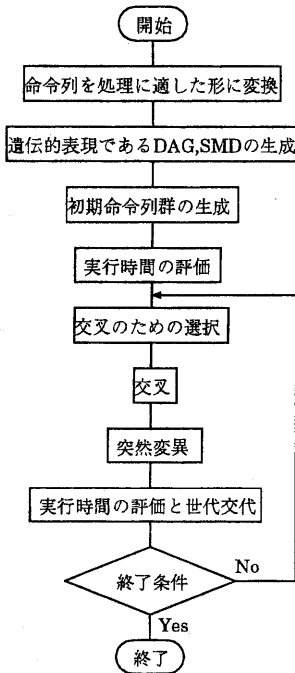 開始
命令列を処理に適した形に変換
遺伝的表現であるDAG,SMDの生成
初期命令列群の生成
実行時間の評価
交叉のための選択
交叉
突然変異
実行時間の評価と世代交代
終了条件
No
Yes
終了